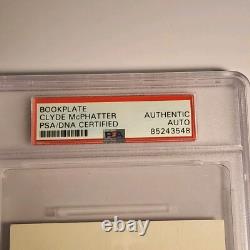 BOOKPLATE
CLYDE McPHATTER
PSA/DNA CERTIFIED
AUTHENTIC
AUTO
85243548
PSA